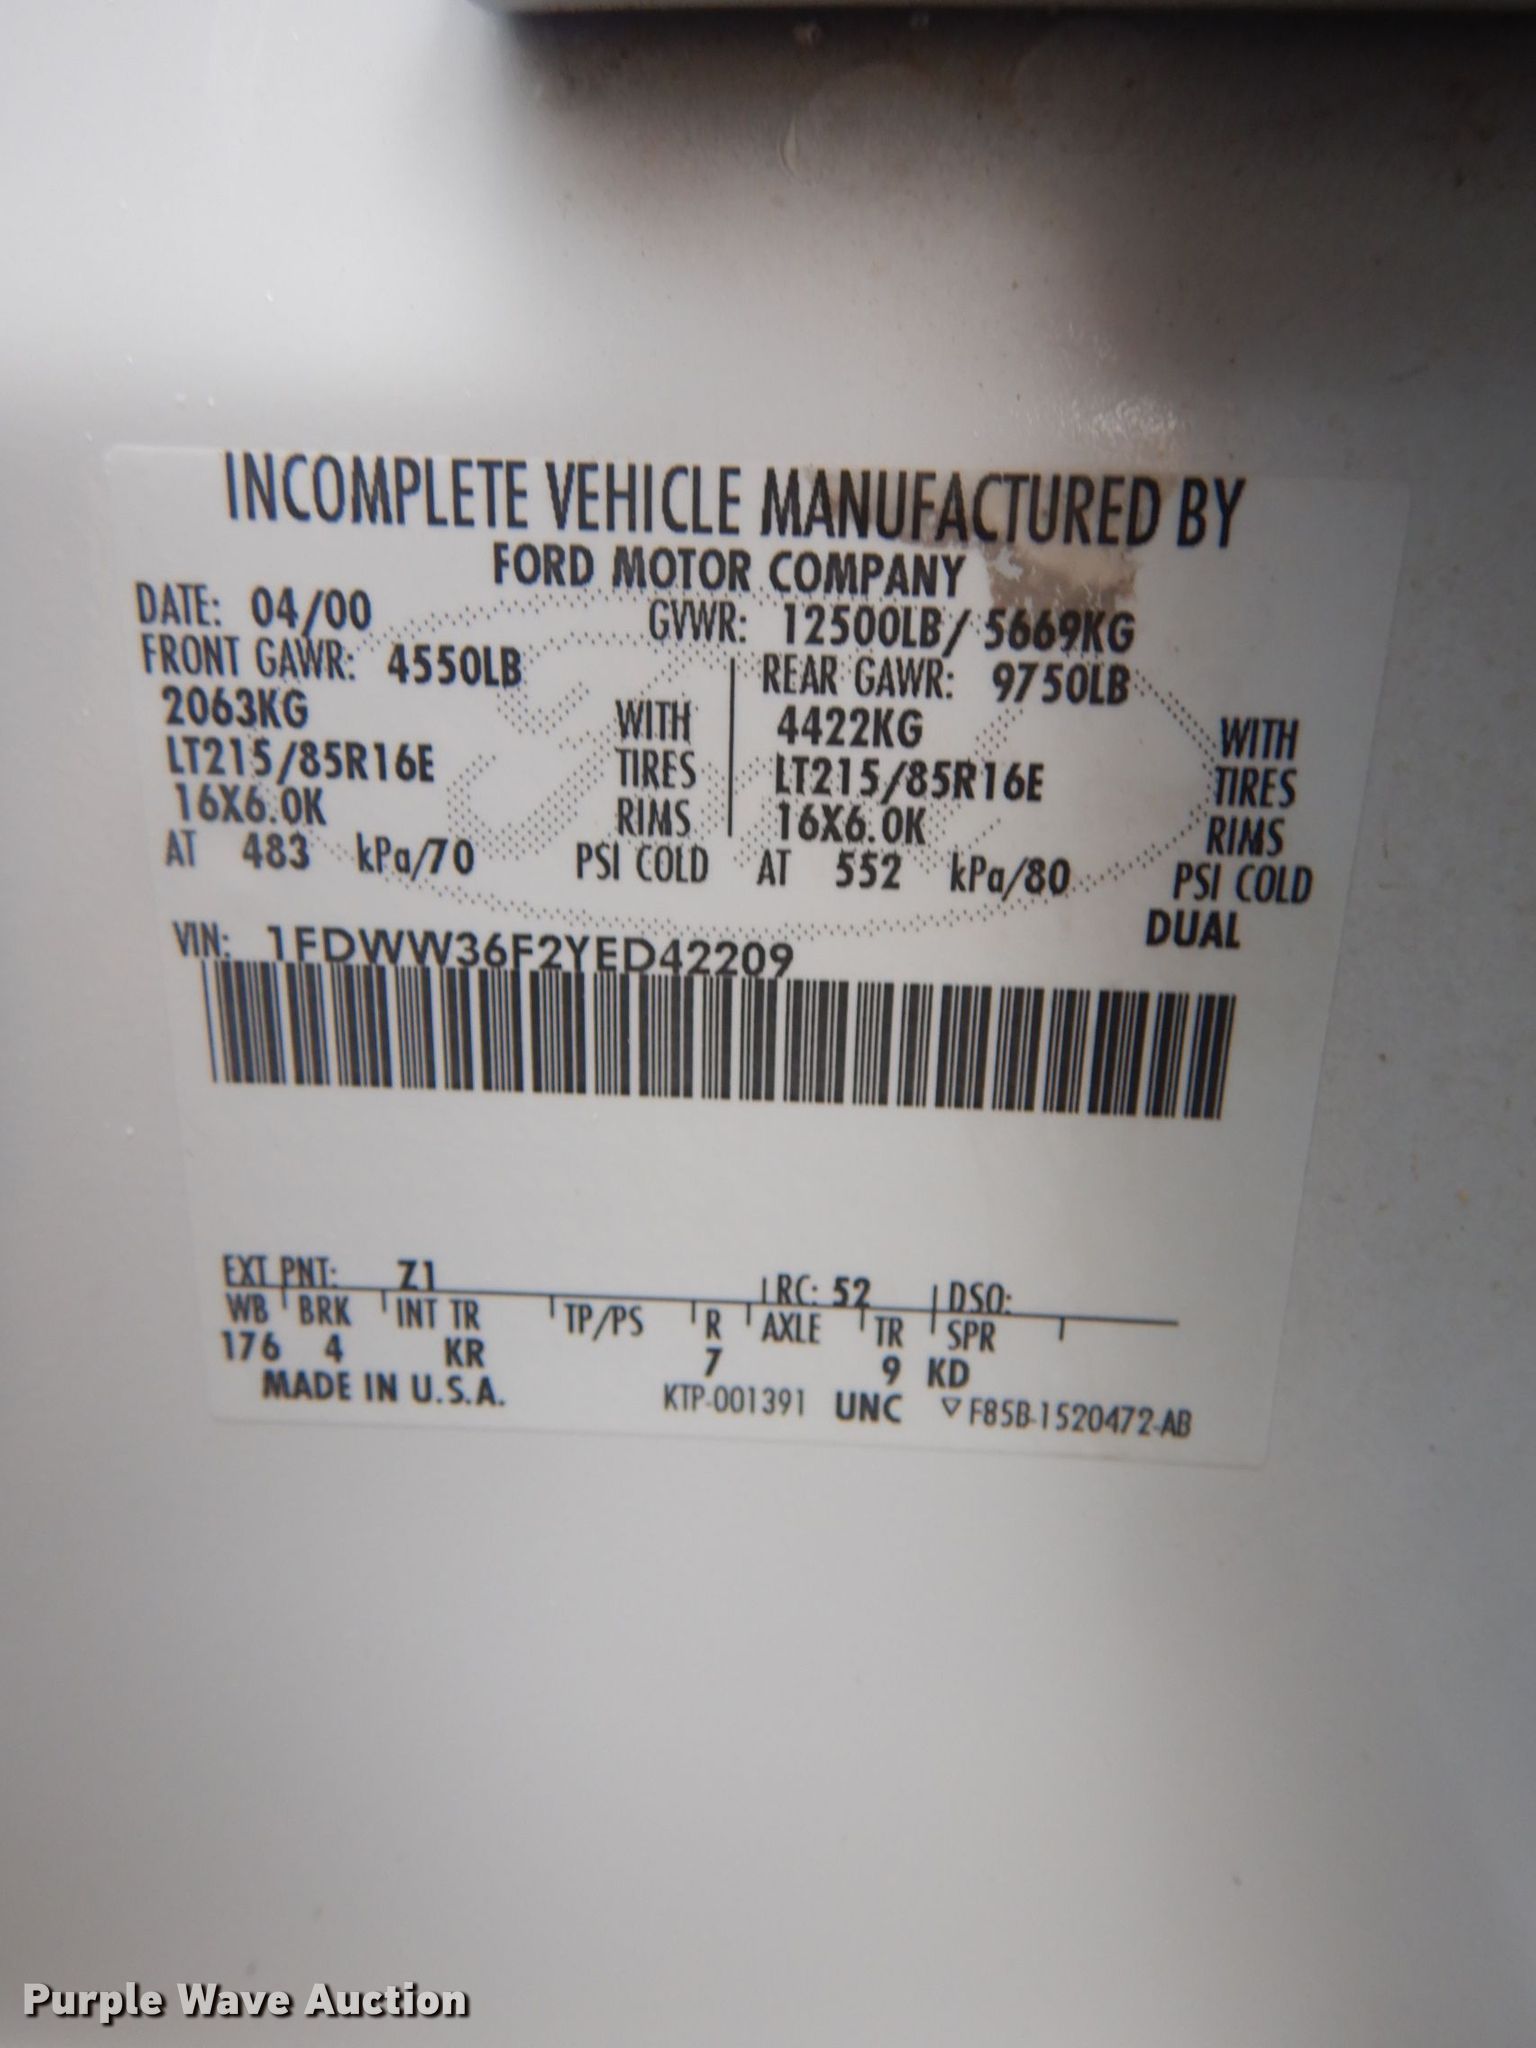 INCOMPLETE VEHICLE MANUFACTURED BY
FORD MOTOR COMPANY
DATE: 04/00 GVWR: 12500LB/ 5669KG
FRONT GAWR: 4550LB REAR GAWR: 9750LB
2063KG WITH 4422KG WITH
LT215/85R16E TIRES LT215/85R16E TIRES
16X6.0K RIMS 16X6.0K RIMS
AT 483 kPa/70 PSI COLD AT 552 kPa/80 PSI COLD
DUAL
VIN: 1FDWW36F2YED42209
EXT PNT: Z1 RC: 52 DSO:
WB BRK INT TR TP/PS R AXLE TR SPR
176 4 KR 7 9 KD
MADE IN U.S.A. KTP-001391 UNC ▽ F85B-1520472-AB
Purple Wave Auction